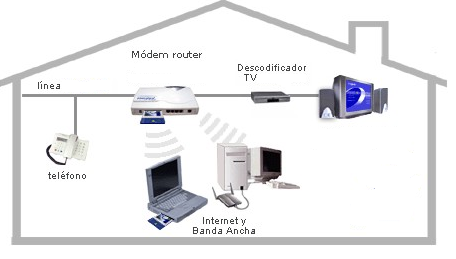 Módem router
Descodificador
TV
línea
teléfono
Internet y
Banda Ancha